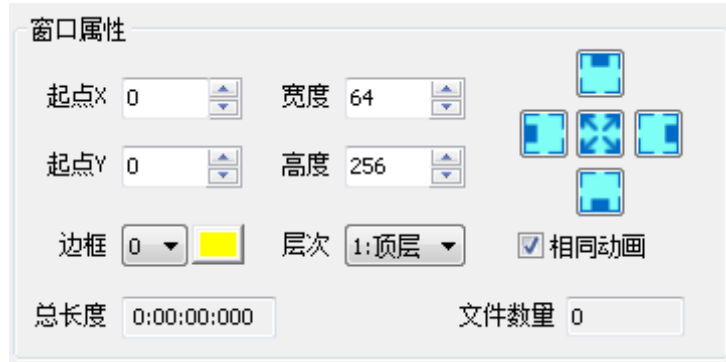 窗口属性
起点X 0 宽度 64
起点Y 0 高度 256
边框 0 层次 1:顶层 相同动画
总长度 0:00:00:000 文件数量 0